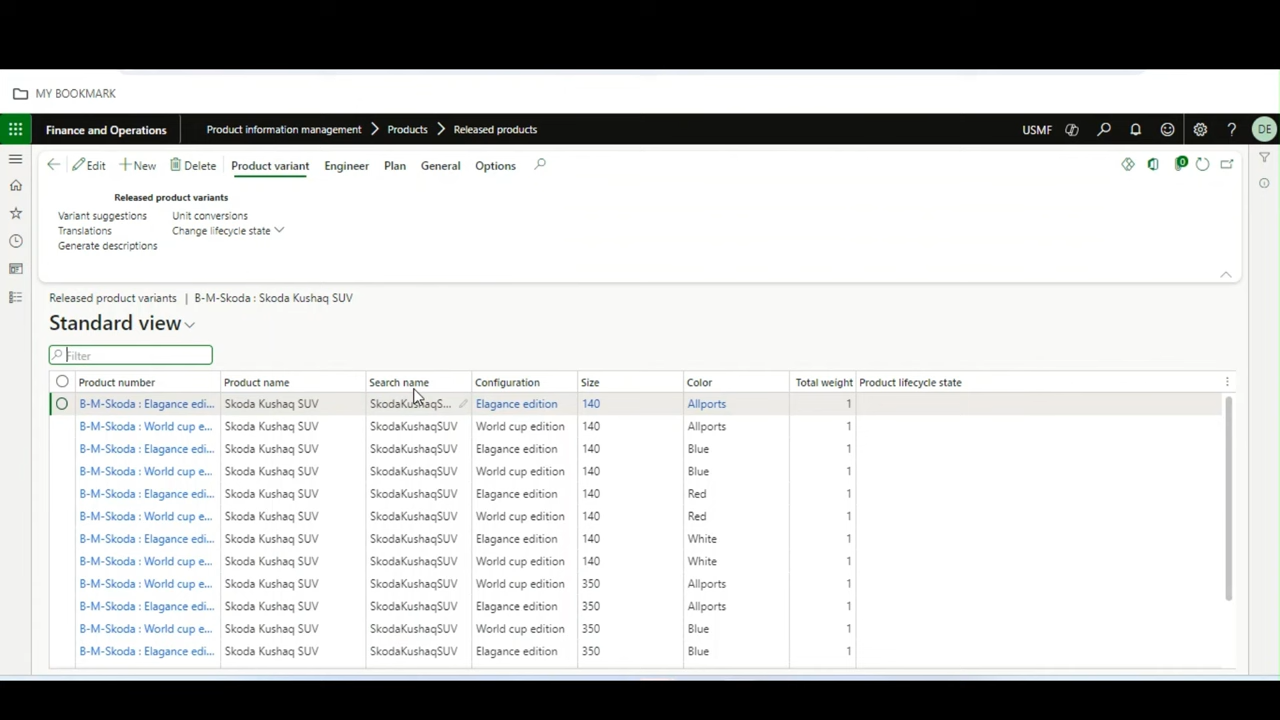 MY BOOKMARK
Finance and Operations Product information management Products Released products USMF DE
Edit New Delete Product variant Engineer Plan General Options 0
Released product variants
Variant suggestions Unit conversions
Translations Change lifecycle state
Generate descriptions
Released product variants | B-M-Skoda : Skoda Kushaq SUV
Standard view
Filter
Product number Product name Search name Configuration Size Color Total weight Product lifecycle state
B-M-Skoda : Elagance edi... Skoda Kushaq SUV SkodaKushaqS... Elagance edition 140 Allports 1
B-M-Skoda : World cup e... Skoda Kushaq SUV SkodaKushaqSUV World cup edition 140 Allports 1
B-M-Skoda : Elagance edi... Skoda Kushaq SUV SkodaKushaqSUV Elagance edition 140 Blue 1
B-M-Skoda : World cup e... Skoda Kushaq SUV SkodaKushaqSUV World cup edition 140 Blue 1
B-M-Skoda : Elagance edi... Skoda Kushaq SUV SkodaKushaqSUV Elagance edition 140 Red 1
B-M-Skoda : World cup e... Skoda Kushaq SUV SkodaKushaqSUV World cup edition 140 Red 1
B-M-Skoda : Elagance edi... Skoda Kushaq SUV SkodaKushaqSUV Elagance edition 140 White 1
B-M-Skoda : World cup e... Skoda Kushaq SUV SkodaKushaqSUV World cup edition 140 White 1
B-M-Skoda : World cup e... Skoda Kushaq SUV SkodaKushaqSUV World cup edition 350 Allports 1
B-M-Skoda : Elagance edi... Skoda Kushaq SUV SkodaKushaqSUV Elagance edition 350 Allports 1
B-M-Skoda : World cup e... Skoda Kushaq SUV SkodaKushaqSUV World cup edition 350 Blue 1
B-M-Skoda : Elagance edi... Skoda Kushaq SUV SkodaKushaqSUV Elagance edition 350 Blue 1